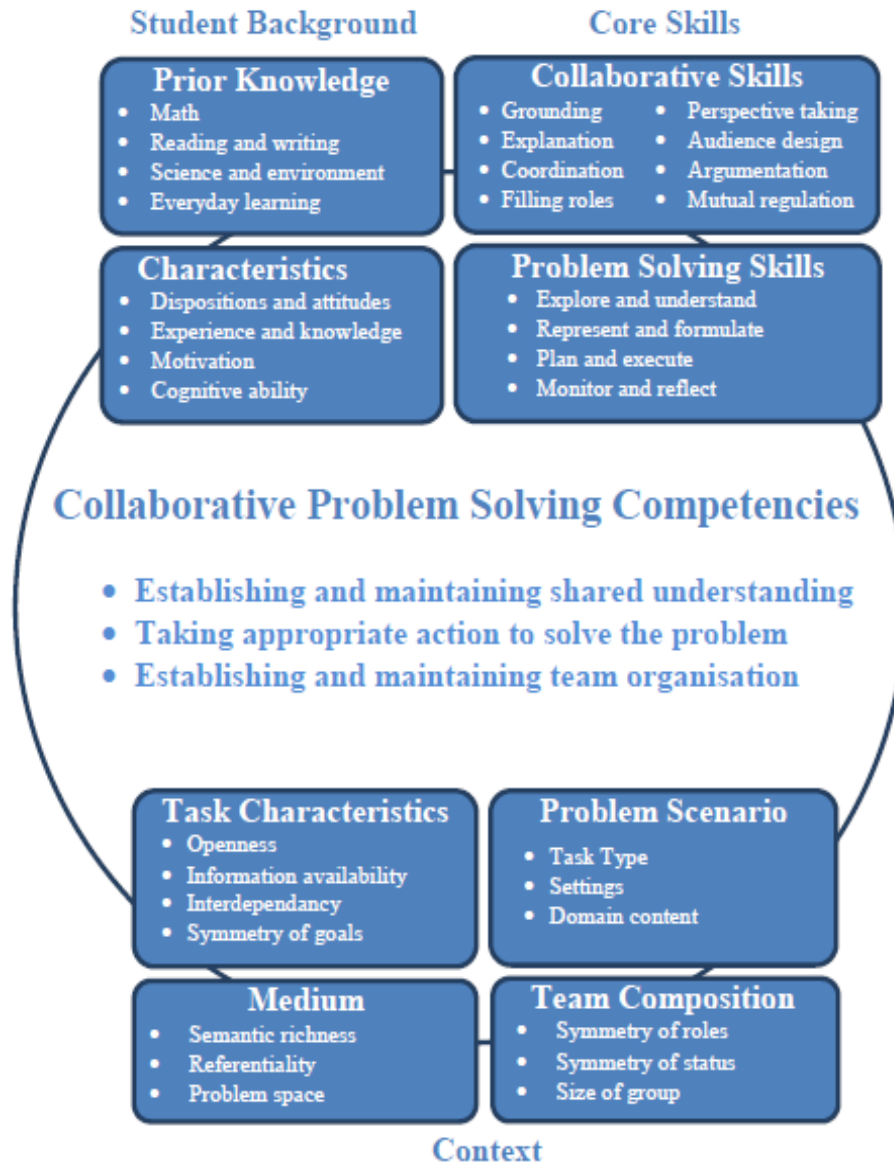 Student Background
Core Skills
Prior Knowledge
• Math
• Reading and writing
• Science and environment
• Everyday learning
Collaborative Skills
• Grounding
• Explanation
• Coordination
• Filling roles
• Perspective taking
• Audience design
• Argumentation
• Mutual regulation
Characteristics
• Dispositions and attitudes
• Experience and knowledge
• Motivation
• Cognitive ability
Problem Solving Skills
• Explore and understand
• Represent and formulate
• Plan and execute
• Monitor and reflect
Collaborative Problem Solving Competencies
• Establishing and maintaining shared understanding
• Taking appropriate action to solve the problem
• Establishing and maintaining team organisation
Task Characteristics
• Openness
• Information availability
• Interdependancy
• Symmetry of goals
Problem Scenario
• Task Type
• Settings
• Domain content
Medium
• Semantic richness
• Referentiality
• Problem space
Team Composition
• Symmetry of roles
• Symmetry of status
• Size of group
Context